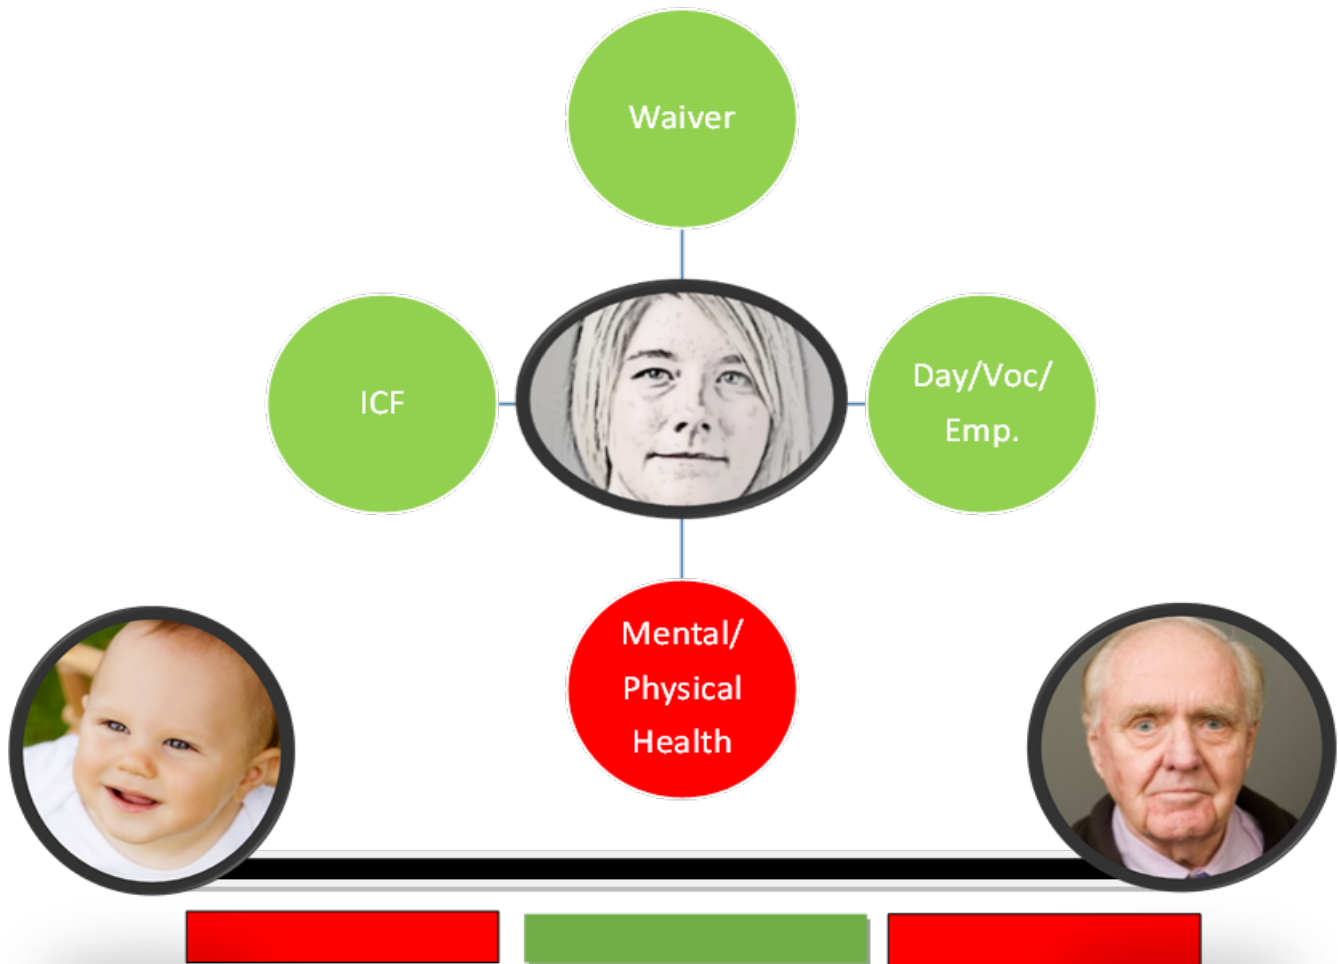 Waiver
ICF
Day/Voc/
Emp.
Mental/
Physical
Health